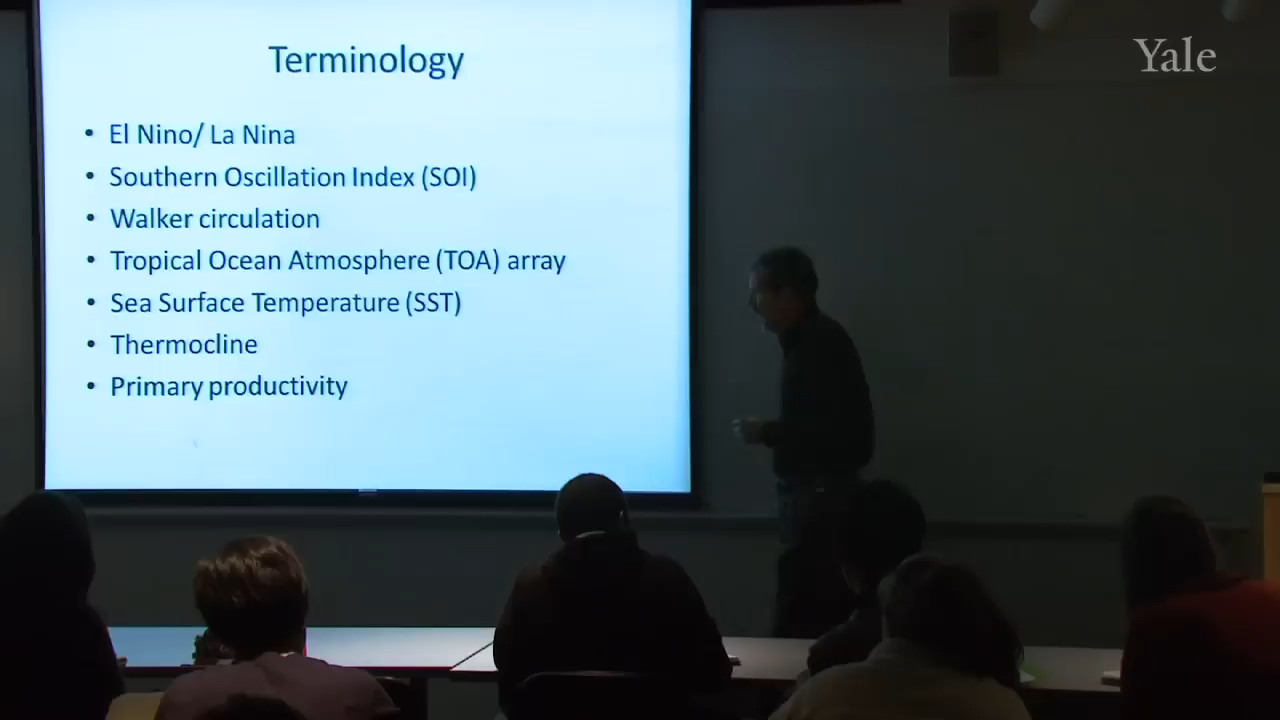 Yale
Terminology
• El Nino/ La Nina
• Southern Oscillation Index (SOI)
• Walker circulation
• Tropical Ocean Atmosphere (TOA) array
• Sea Surface Temperature (SST)
• Thermocline
• Primary productivity